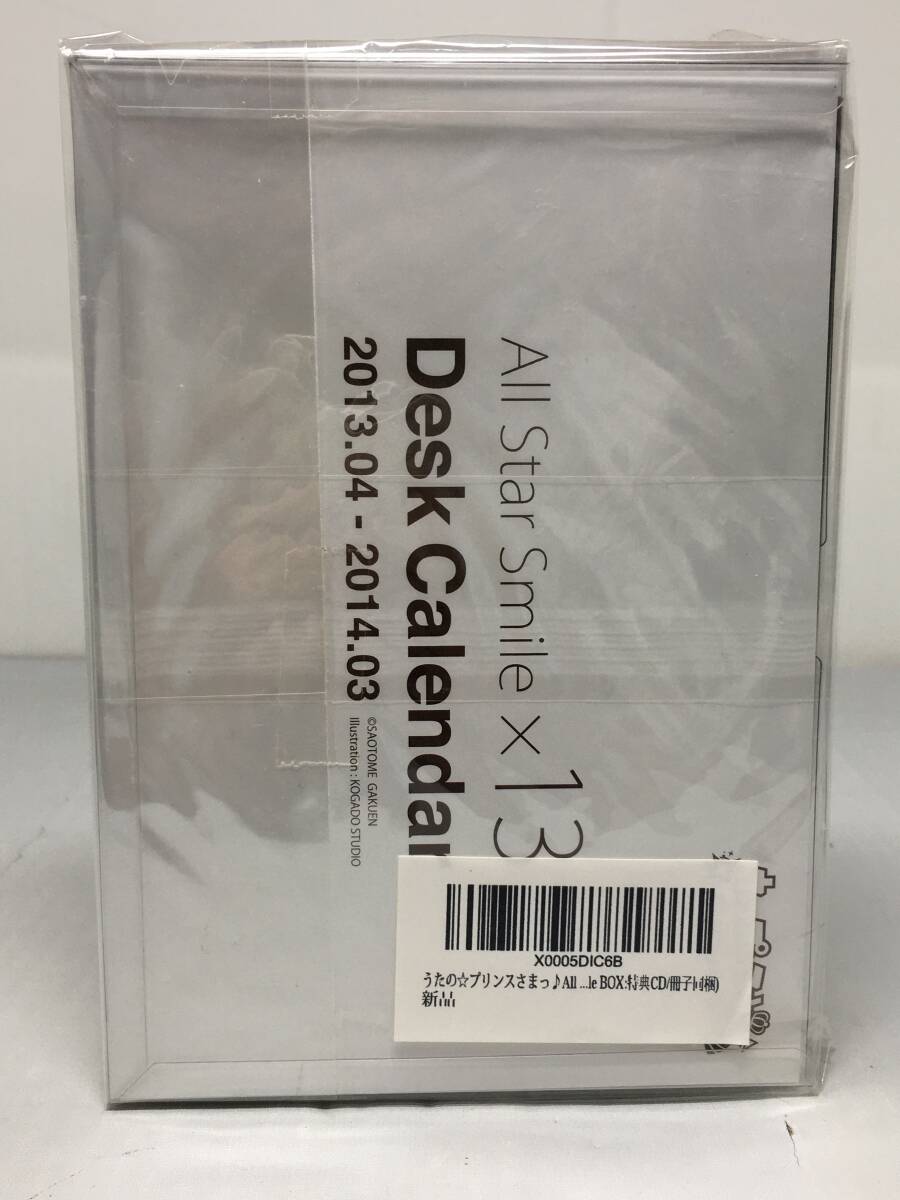 All Star Smile × 13
Desk Calendar
2013.04 - 2014.03
©SAOTOME GAKUEN
Illustration : KOGADO STUDIO
X0005DIC6B
うたの☆プリンスさまっ♪All ...le BOX:特典CD/冊子同梱)
新品